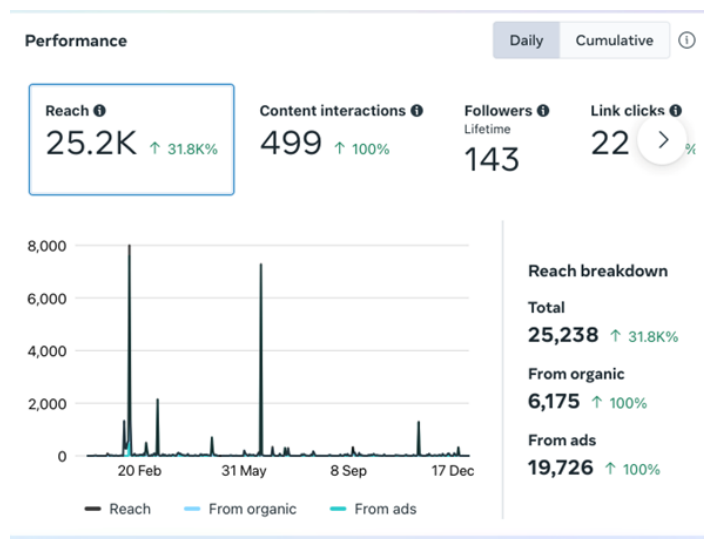 Performance
Daily Cumulative
Reach
25.2K ↑ 31.8K%
Content interactions
499 ↑ 100%
Followers
Lifetime
143
Link clicks
22 %
8,000
6,000
4,000
2,000
0
20 Feb 31 May 8 Sep 17 Dec
Reach From organic From ads
Reach breakdown
Total
25,238 ↑ 31.8K%
From organic
6,175 ↑ 100%
From ads
19,726 ↑ 100%